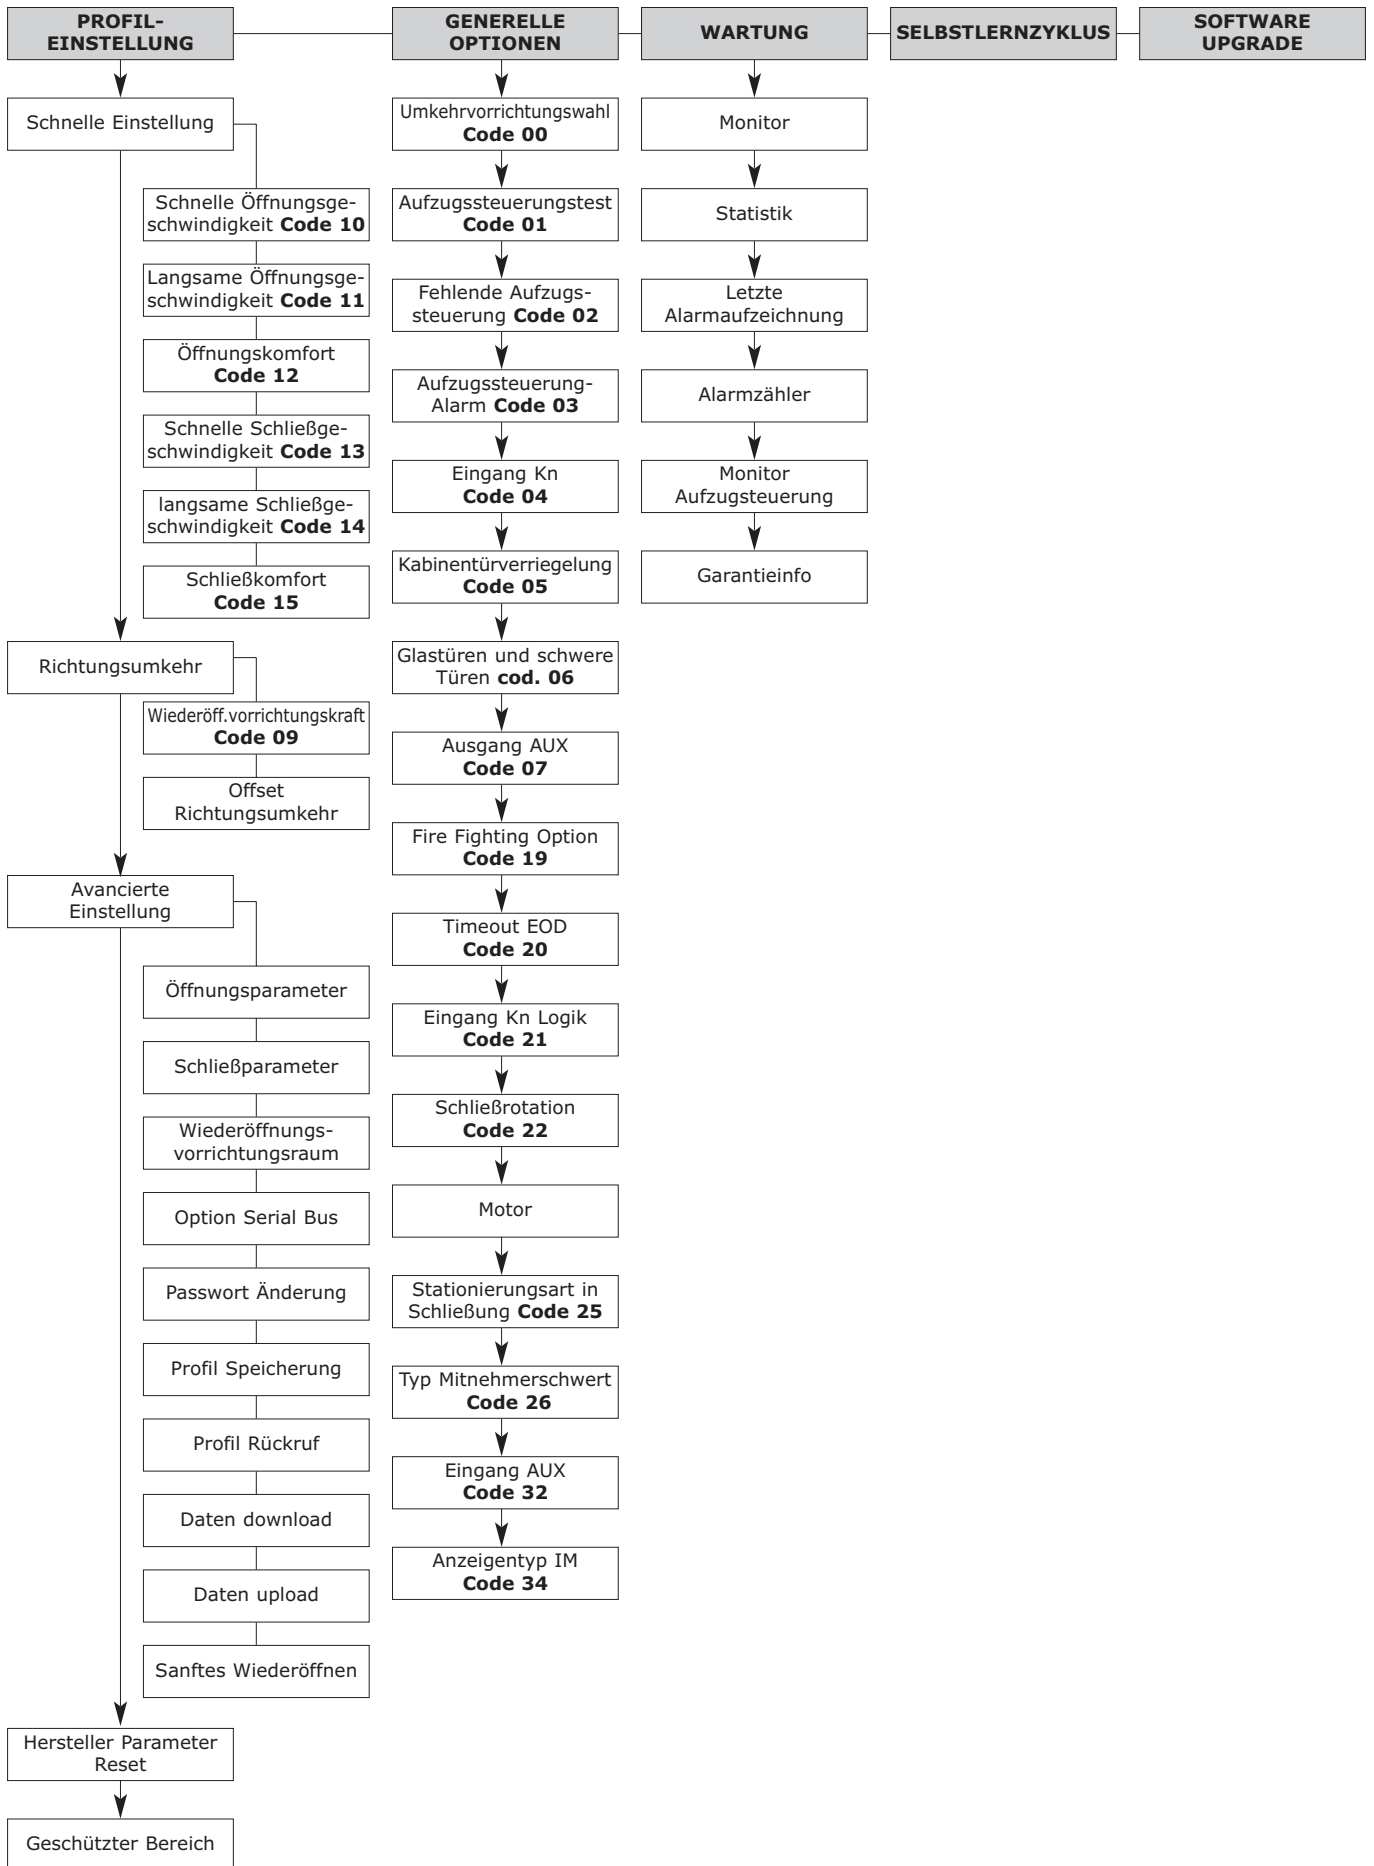 PROFIL-
EINSTELLUNG
GENERELLE
OPTIONEN
WARTUNG
SELBSTLERNZYKLUS
SOFTWARE
UPGRADE
Schnelle Einstellung
Schnelle Öffnungsge-
schwindigkeit Code 10
Langsame Öffnungsge-
schwindigkeit Code 11
Öffnungskomfort
Code 12
Schnelle Schließge-
schwindigkeit Code 13
langsame Schließge-
schwindigkeit Code 14
Schließkomfort
Code 15
Richtungsumkehr
Wiederöff.vorrichtungskraft
Code 09
Offset
Richtungsumkehr
Avancierte
Einstellung
Öffnungsparameter
Schließparameter
Wiederöffnungs-
vorrichtungsraum
Option Serial Bus
Passwort Änderung
Profil Speicherung
Profil Rückruf
Daten download
Daten upload
Sanftes Wiederöffnen
Hersteller Parameter
Reset
Geschützter Bereich
Umkehrvorrichtungswahl
Code 00
Aufzugssteuerungstest
Code 01
Fehlende Aufzugs-
steuerung Code 02
Aufzugssteuerung-
Alarm Code 03
Eingang Kn
Code 04
Kabinentürverriegelung
Code 05
Glastüren und schwere
Türen cod. 06
Ausgang AUX
Code 07
Fire Fighting Option
Code 19
Timeout EOD
Code 20
Eingang Kn Logik
Code 21
Schließrotation
Code 22
Motor
Stationierungsart in
Schließung Code 25
Typ Mitnehmerschwert
Code 26
Eingang AUX
Code 32
Anzeigentyp IM
Code 34
Monitor
Statistik
Letzte
Alarmaufzeichnung
Alarmzähler
Monitor
Aufzugsteuerung
Garantieinfo